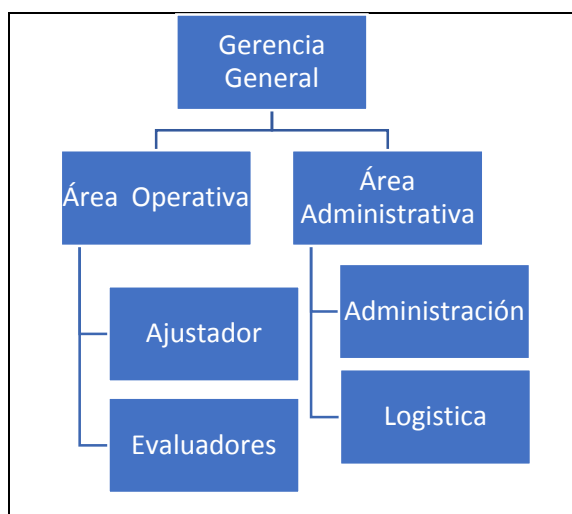 Gerencia
General
Área Operativa
Área
Administrativa
Ajustador
Administración
Evaluadores
Logistica